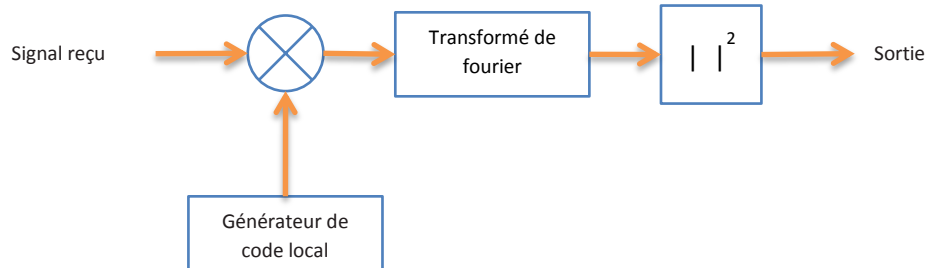 Signal reçu
Transformé de
fourier
| |²
Sortie
Générateur de
code local